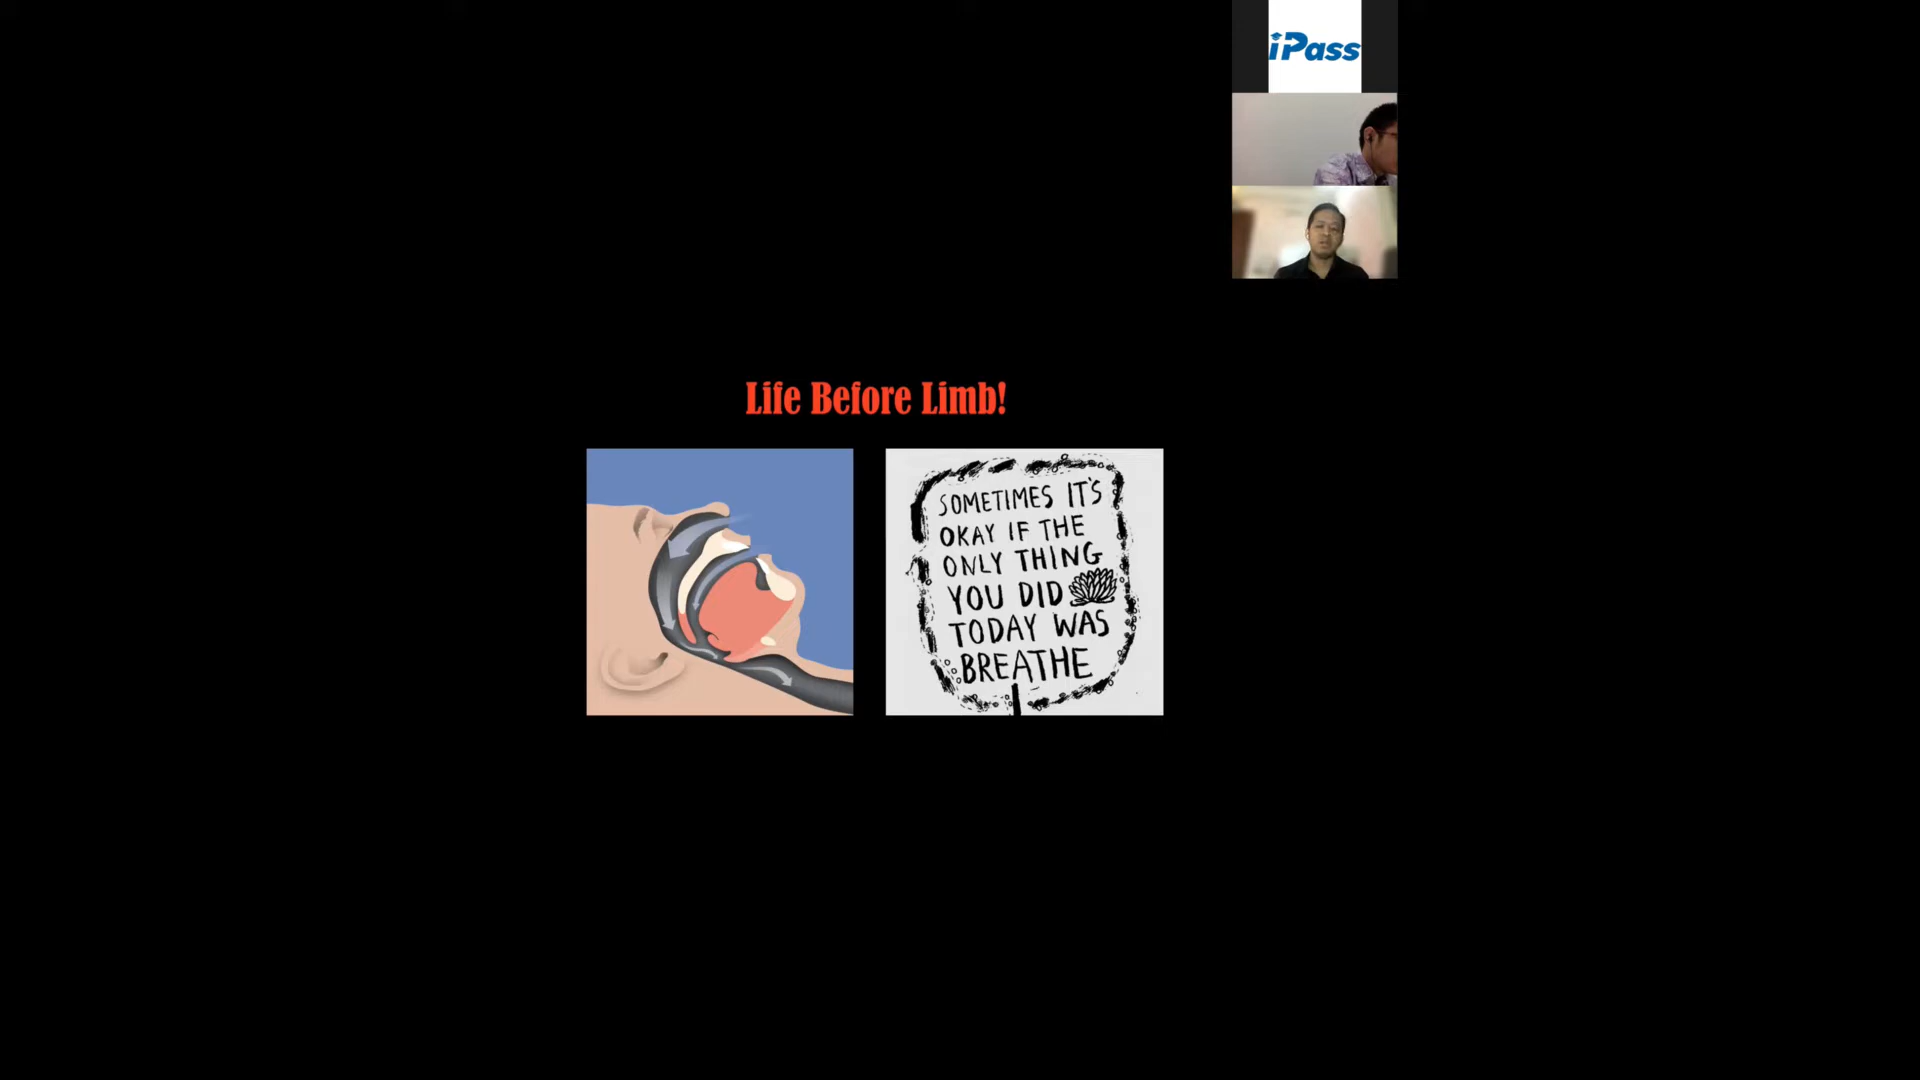 iPass
Life Before Limb!
SOMETIMES IT'S
OKAY IF THE
ONLY THING
YOU DID
TODAY WAS
BREATHE